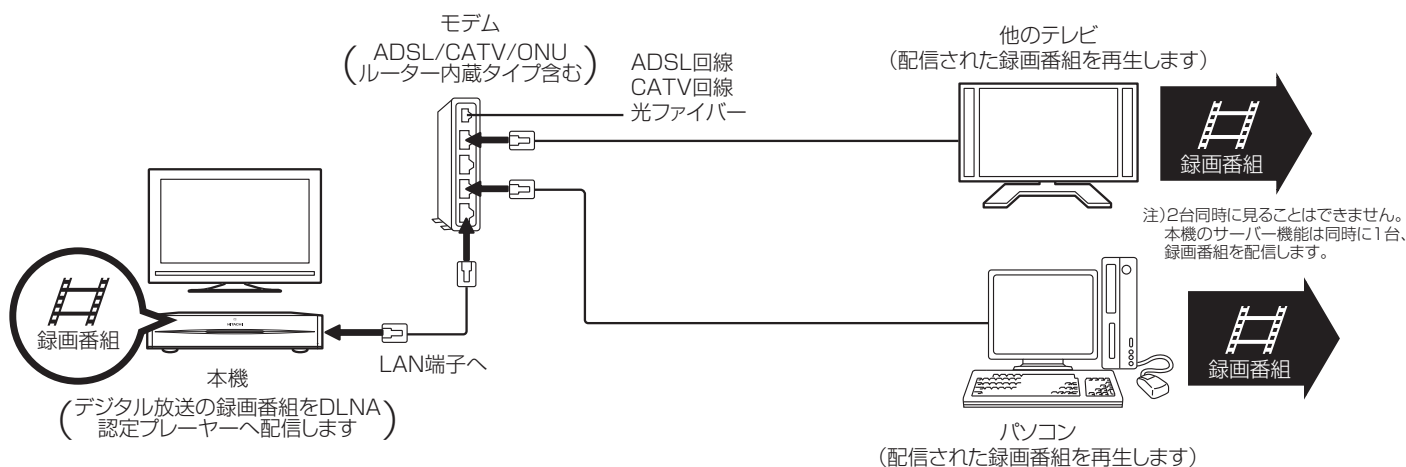 モデム
(ADSL/CATV/ONU
ルーター内蔵タイプ含む)
ADSL回線
CATV回線
光ファイバー
他のテレビ
(配信された録画番組を再生します)
録画番組
注)2台同時に見ることはできません。
本機のサーバー機能は同時に1台、
録画番組を配信します。
録画番組
HITACHI
LAN端子へ
本機
(デジタル放送の録画番組をDLNA
認定プレーヤーへ配信します)
録画番組
パソコン
(配信された録画番組を再生します)